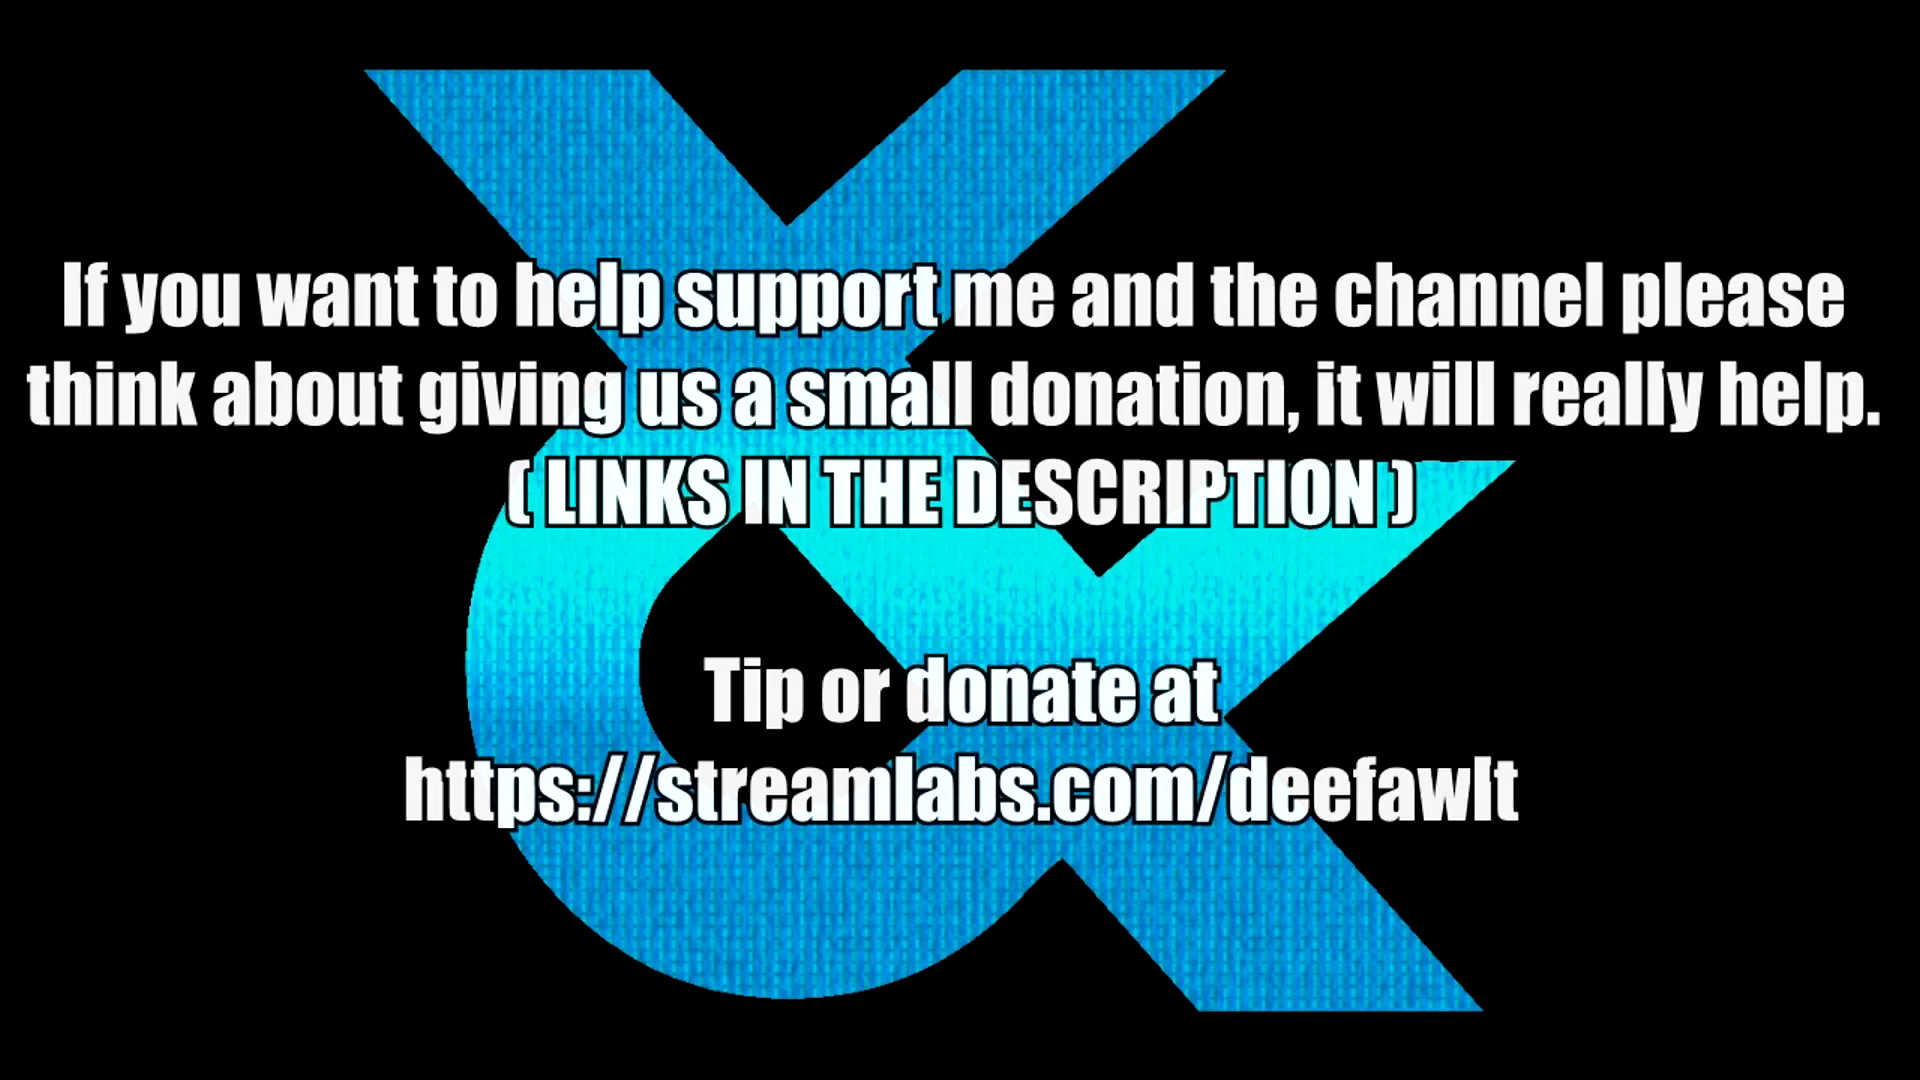 If you want to help support me and the channel please
think about giving us a small donation, it will really help.
( LINKS IN THE DESCRIPTION )
Tip or donate at
https://streamlabs.com/deefawlt